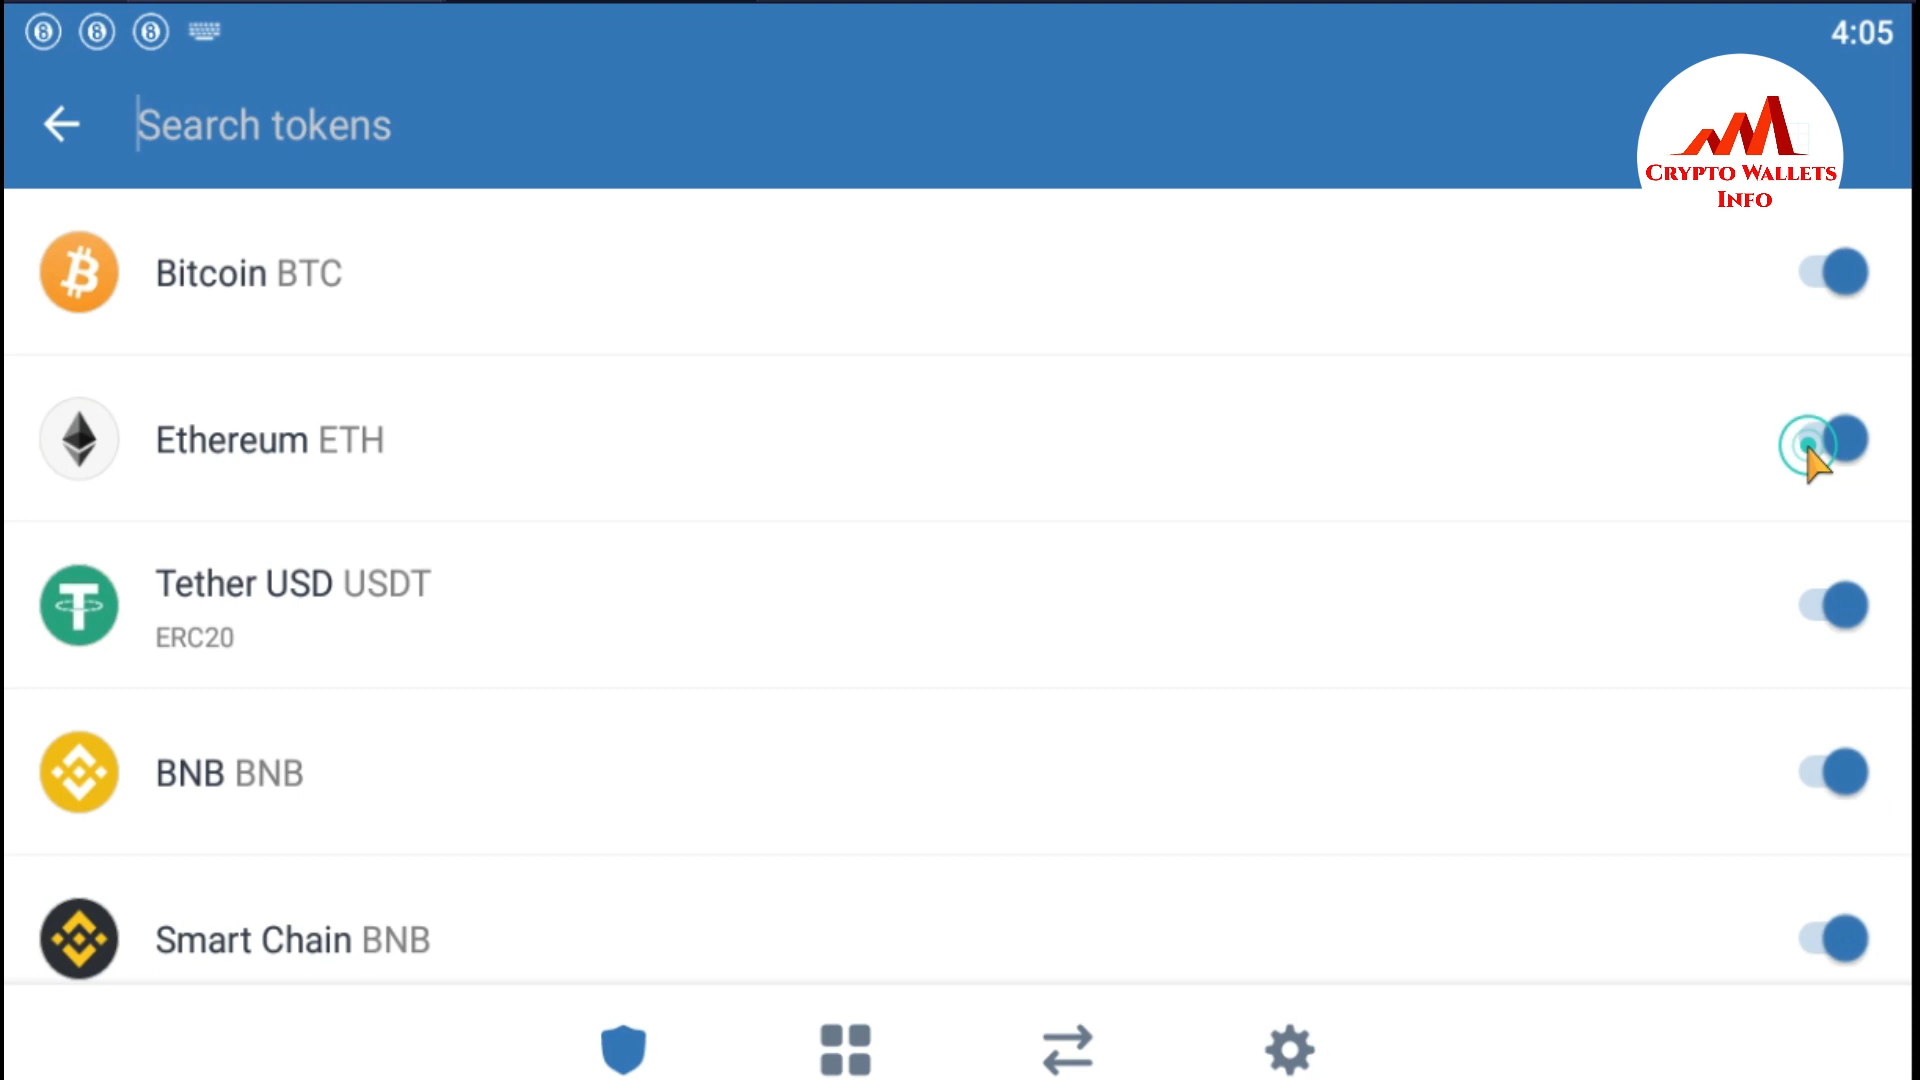 4:05
Search tokens
CRYPTO WALLETS
INFO
Bitcoin BTC
Ethereum ETH
Tether USD USDT
ERC20
BNB BNB
Smart Chain BNB